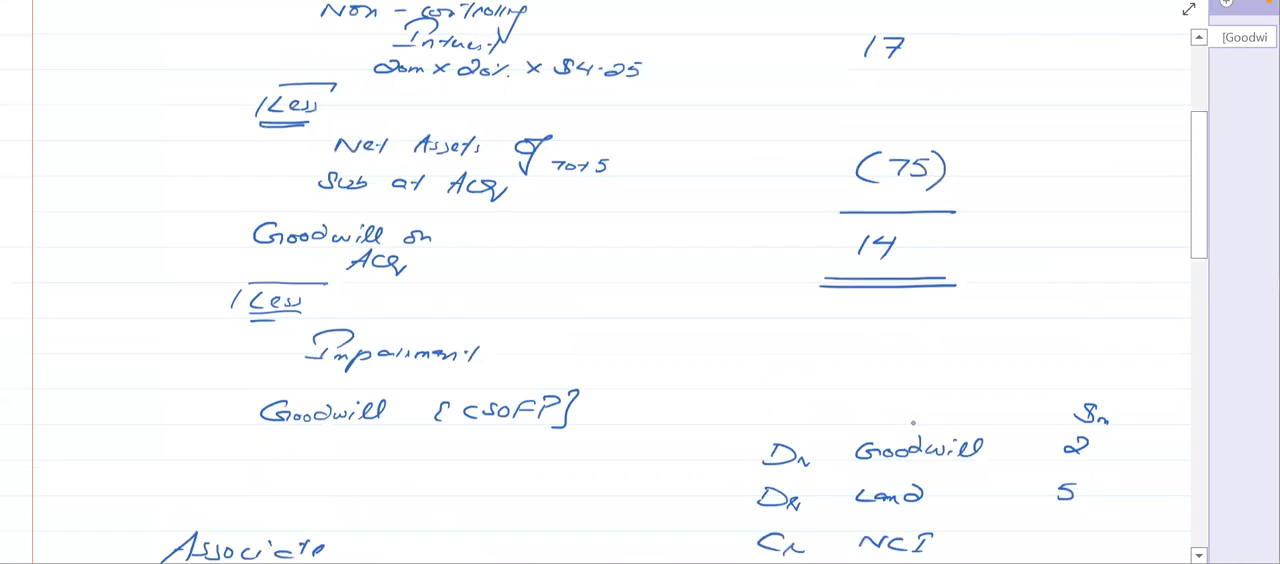 Non-controlling
Interest
20m × 20% × $4.25
17
Less
Net Assets of
Sub at ACQ
70+5
(75)
Goodwill on
ACQ
14
Less
Impairment
Goodwill [CSOFP]
$m
Dr Goodwill 2
Dr Land 5
Cr NCI
Associate
[Goodwi